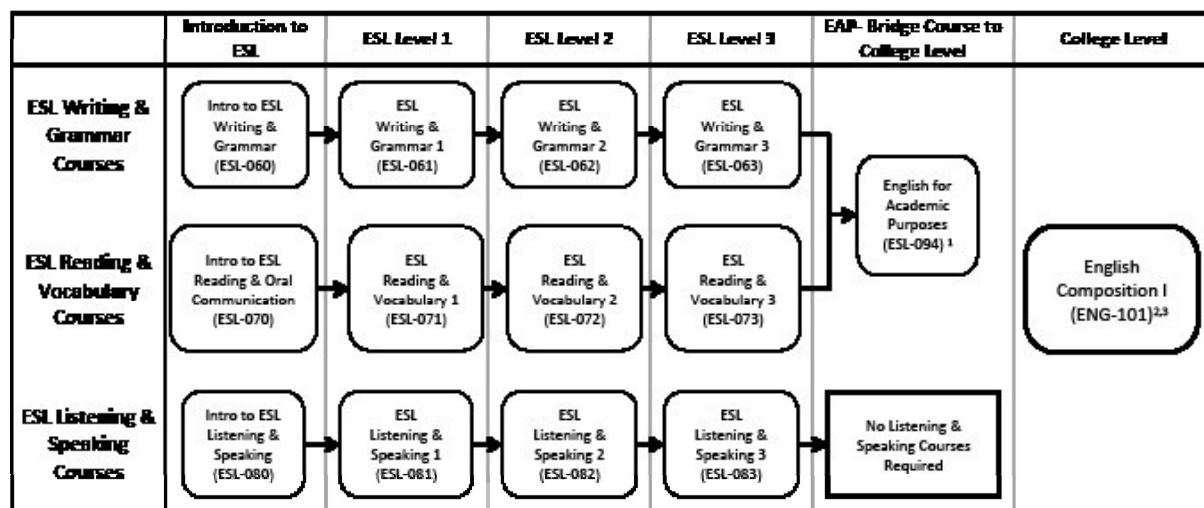 Introduction to
ESL
ESL Level 1
ESL Level 2
ESL Level 3
EAP- Bridge Course to
College Level
College Level
ESL Writing &
Grammar
Courses
Intro to ESL
Writing &
Grammar
(ESL-060)
ESL
Writing &
Grammar 1
(ESL-061)
ESL
Writing &
Grammar 2
(ESL-062)
ESL
Writing &
Grammar 3
(ESL-063)
English for
Academic
Purposes
(ESL-094) ¹
ESL Reading &
Vocabulary
Courses
Intro to ESL
Reading & Oral
Communication
(ESL-070)
ESL
Reading &
Vocabulary 1
(ESL-071)
ESL
Reading &
Vocabulary 2
(ESL-072)
ESL
Reading &
Vocabulary 3
(ESL-073)
English
Composition I
(ENG-101)²,³
ESL Listening &
Speaking
Courses
Intro to ESL
Listening &
Speaking
(ESL-080)
ESL
Listening &
Speaking 1
(ESL-081)
ESL
Listening &
Speaking 2
(ESL-082)
ESL
Listening &
Speaking 3
(ESL-083)
No Listening &
Speaking Courses
Required